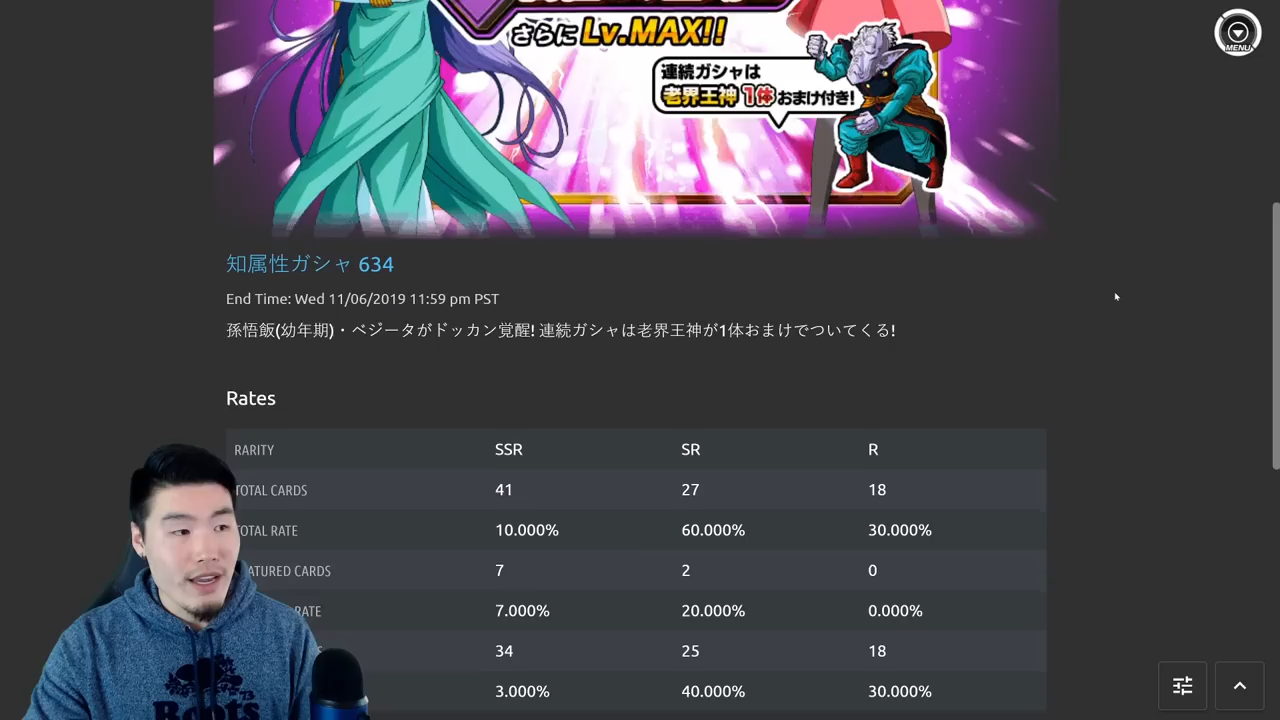 さらにLv.MAX!!
連続ガシャは
老界王神1体おまけ付き!
MENU
知属性ガシャ 634
End Time: Wed 11/06/2019 11:59 pm PST
孫悟飯(幼年期)・ベジータがドッカン覚醒! 連続ガシャは老界王神が1体おまけでついてくる!
Rates
RARITY SSR SR R
TOTAL CARDS 41 27 18
TOTAL RATE 10.000% 60.000% 30.000%
ATURED CARDS 7 2 0
RATE 7.000% 20.000% 0.000%
34 25 18
3.000% 40.000% 30.000%
Roots